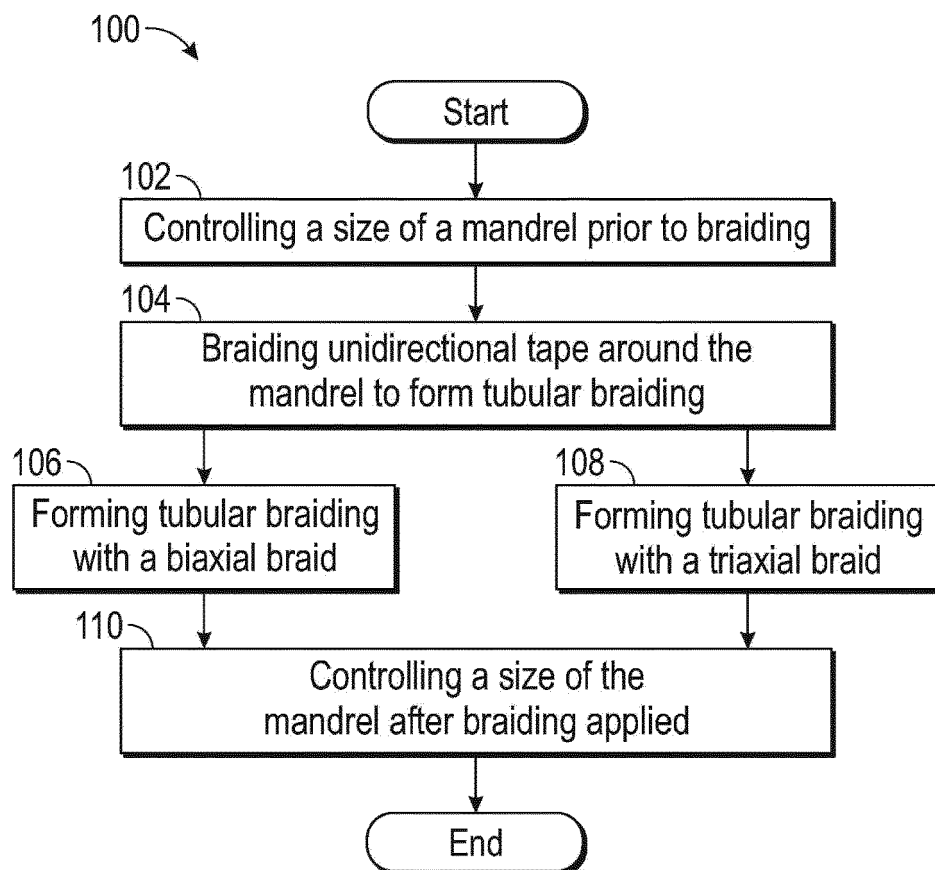 100
Start
102
Controlling a size of a mandrel prior to braiding
104
Braiding unidirectional tape around the
mandrel to form tubular braiding
106
Forming tubular braiding
with a biaxial braid
108
Forming tubular braiding
with a triaxial braid
110
Controlling a size of the
mandrel after braiding applied
End